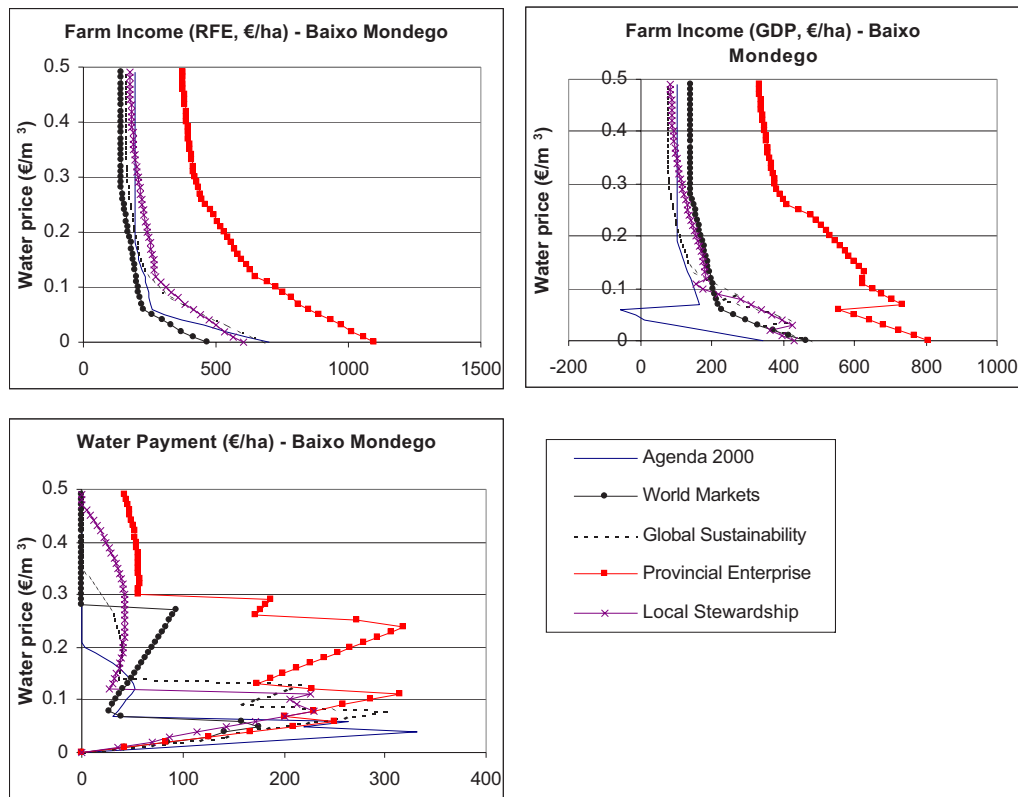 Farm Income (RFE, €/ha) - Baixo Mondego
Water price (€/m³)
0.5
0.4
0.3
0.2
0.1
0
0 500 1000 1500
Farm Income (GDP, €/ha) - Baixo
Mondego
Water price (€/m³)
0.5
0.4
0.3
0.2
0.1
0
-200 0 200 400 600 800 1000
Water Payment (€/ha) - Baixo Mondego
Water price (€/m³)
0.5
0.4
0.3
0.2
0.1
0
0 100 200 300 400
Agenda 2000
World Markets
Global Sustainability
Provincial Enterprise
Local Stewardship